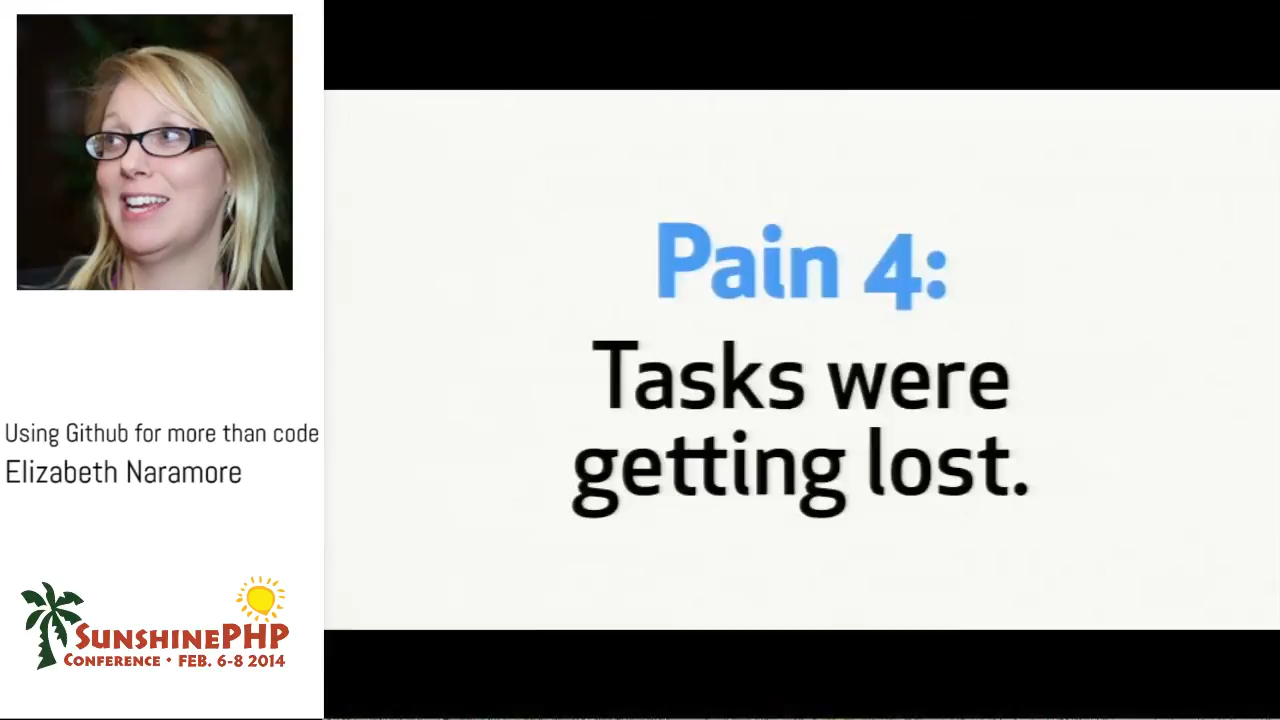 Pain 4:
Tasks were
getting lost.
Using Github for more than code
Elizabeth Naramore
SUNSHINEPHP
CONFERENCE • FEB. 6-8 2014